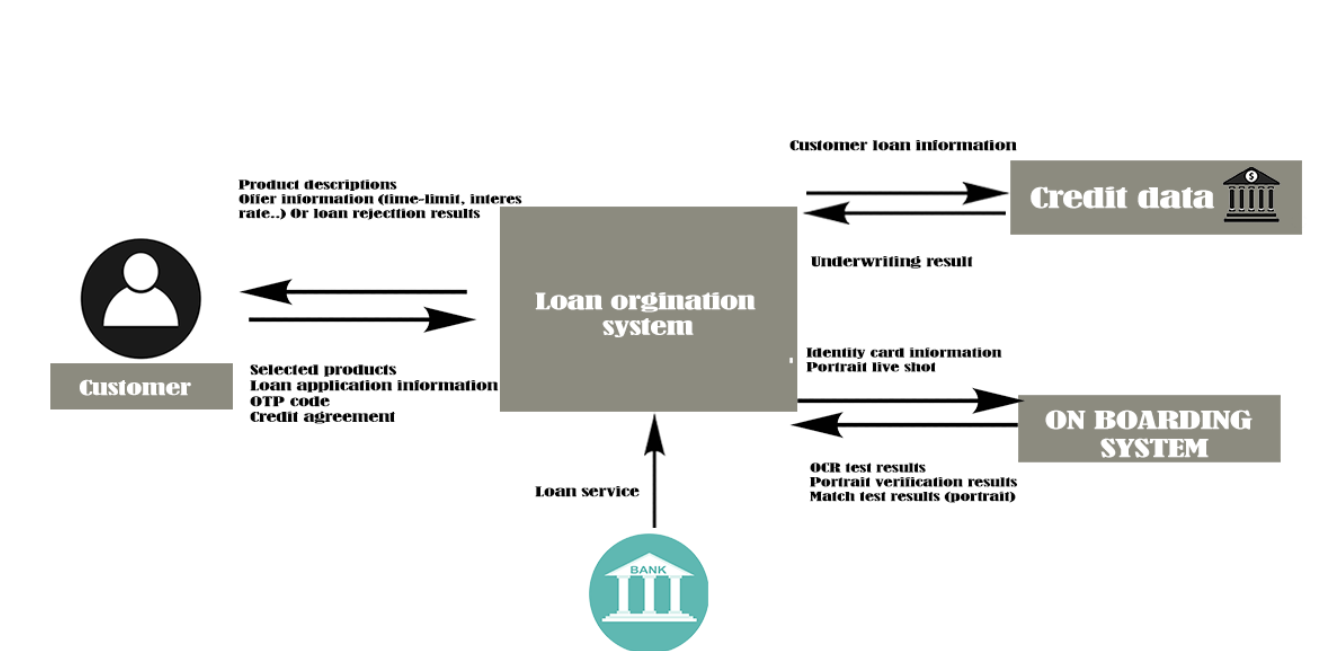 Customer loan information
Credit data
$
Product descriptions
Offer information (time-limit, interes
rate..) Or loan rejection results
Underwriting result
Loan orgination
system
Identity card information
Portrait live shot
Customer
Selected products
Loan application information
OTP code
Credit agreement
ON BOARDING
SYSTEM
OCR test results
Portrait verification results
Match test results (portrait)
Loan service
BANK